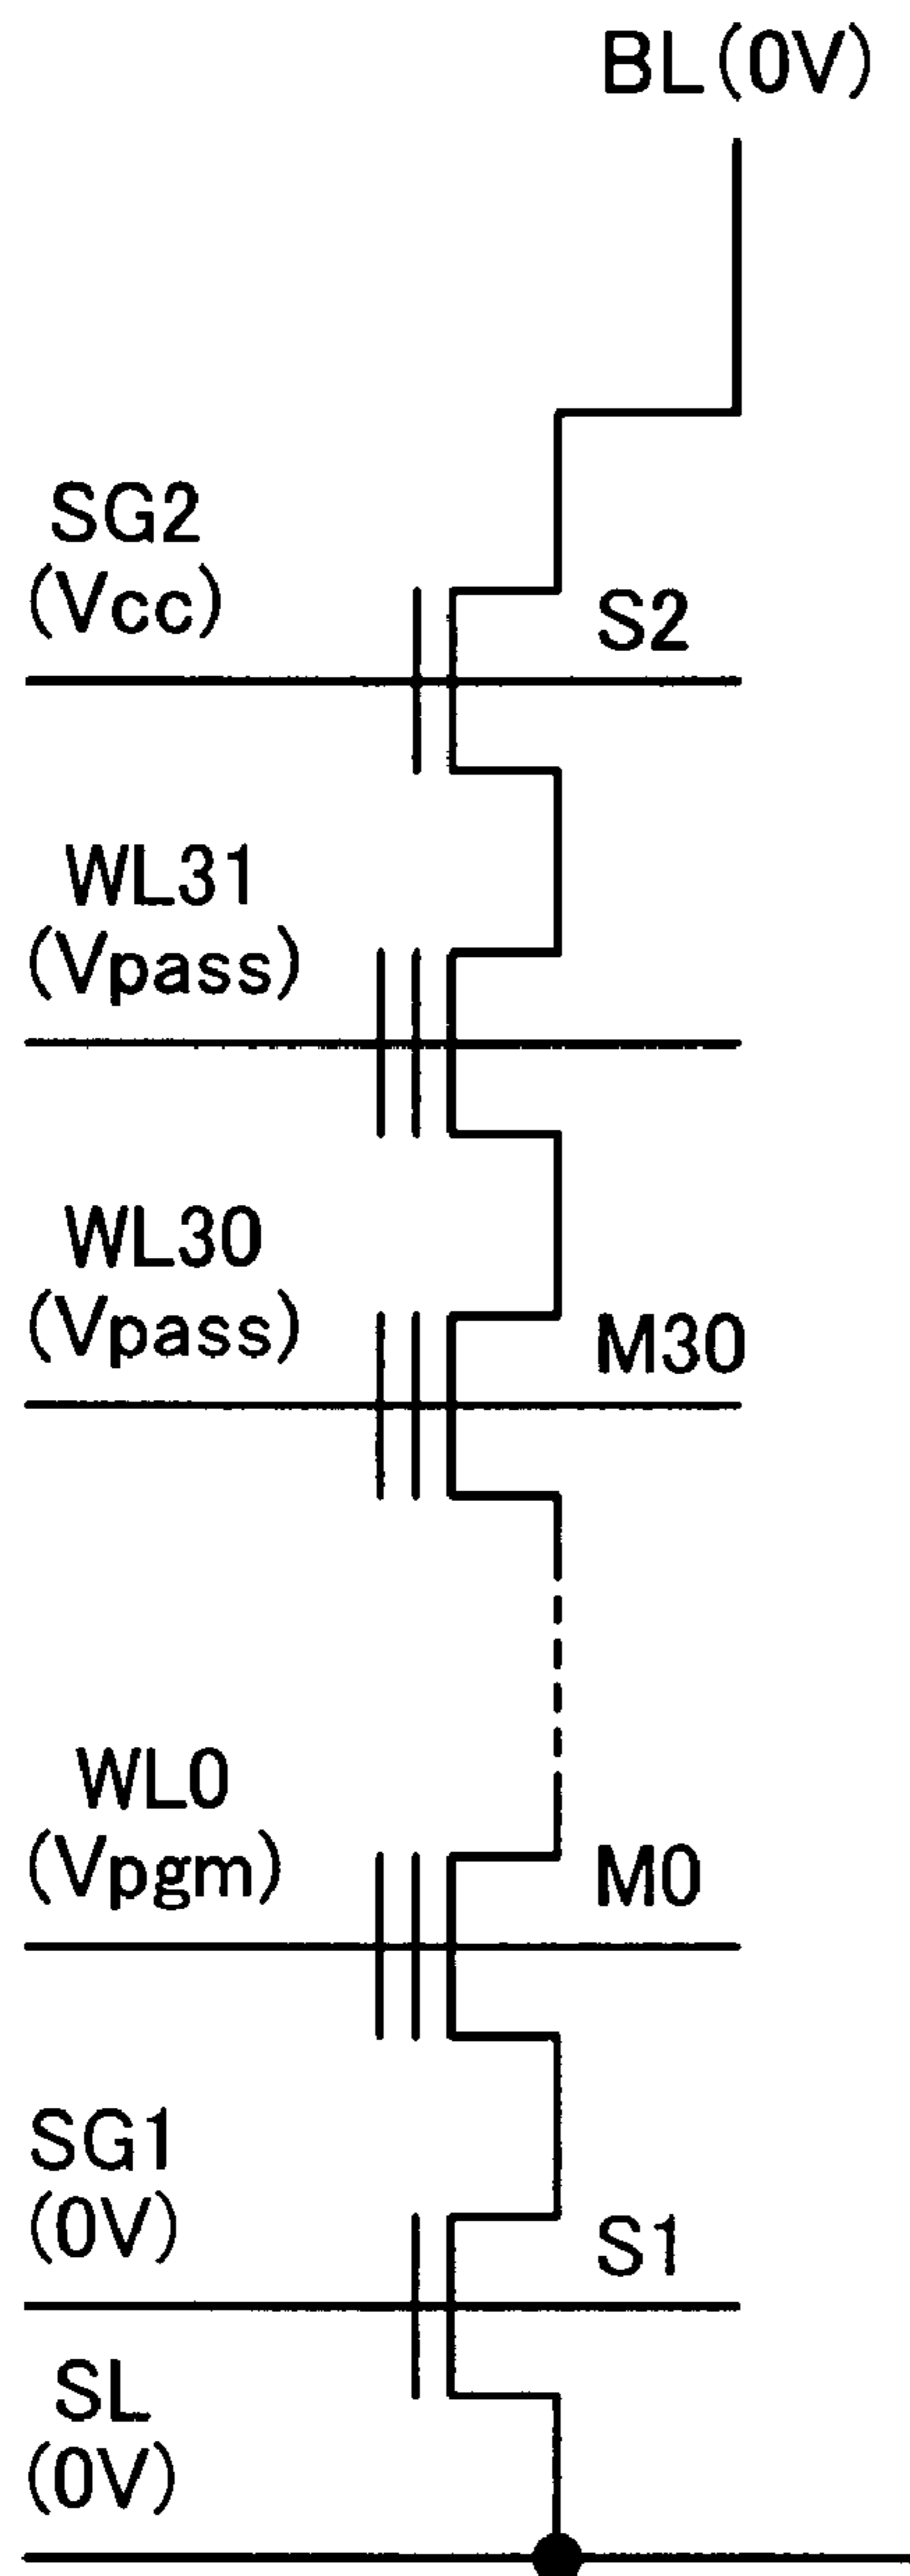 BL(0V)
SG2
(Vcc)
S2
WL31
(Vpass)
WL30
(Vpass)
M30
WL0
(Vpgm)
M0
SG1
(0V)
S1
SL
(0V)